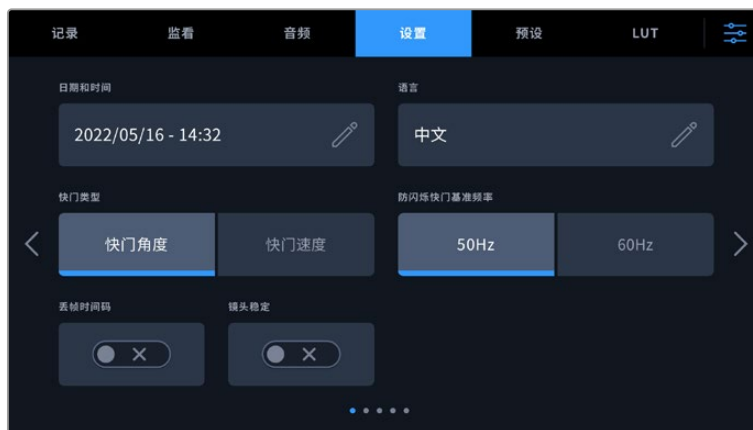 记录 监看 音频 设置 预设 LUT
日期和时间 语言
2022/05/16 - 14:32 中文
快门类型 防闪烁快门基准频率
快门角度 快门速度 50Hz 60Hz
丢帧时间码 镜头稳定